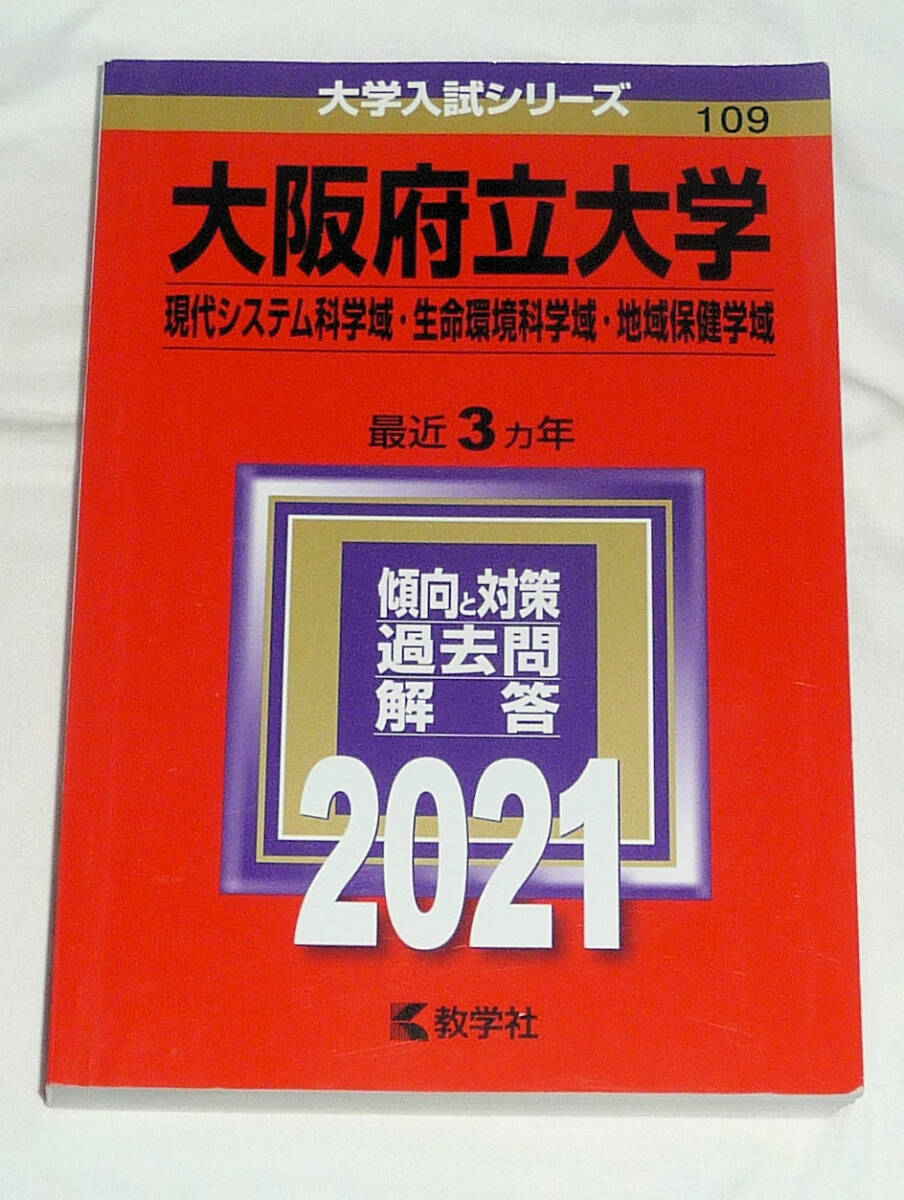 大学入試シリーズ
109
大阪府立大学
現代システム科学域・生命環境科学域・地域保健学域
最近3カ年
傾向と対策
過去問
解答
2021
教学社